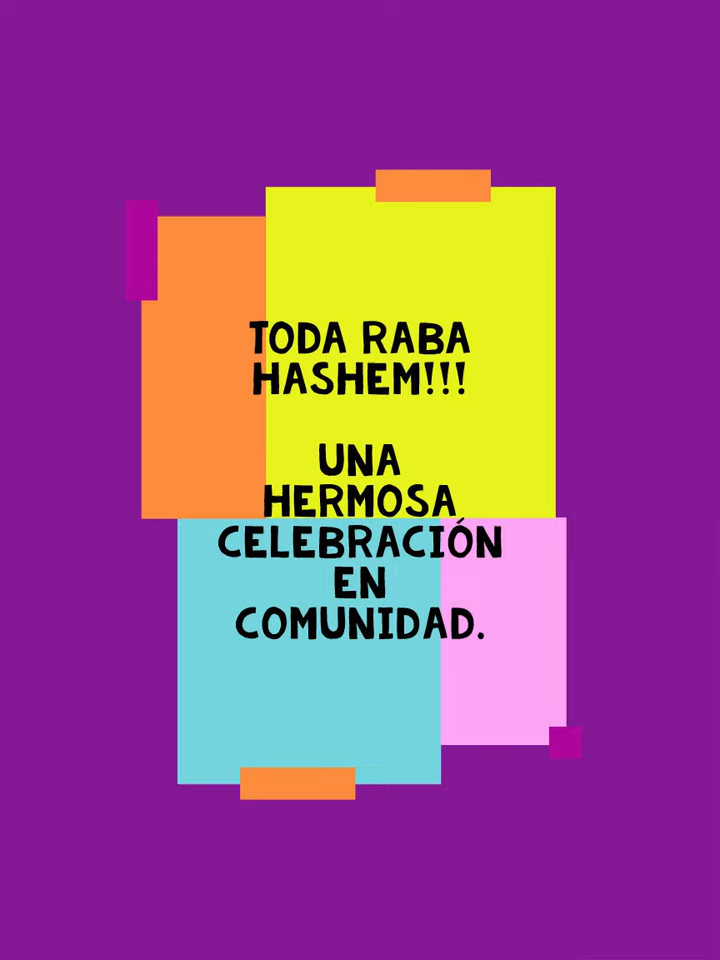 TODA RABA
HASHEM!!!
UNA
HERMOSA
CELEBRACIÓN
EN
COMUNIDAD.